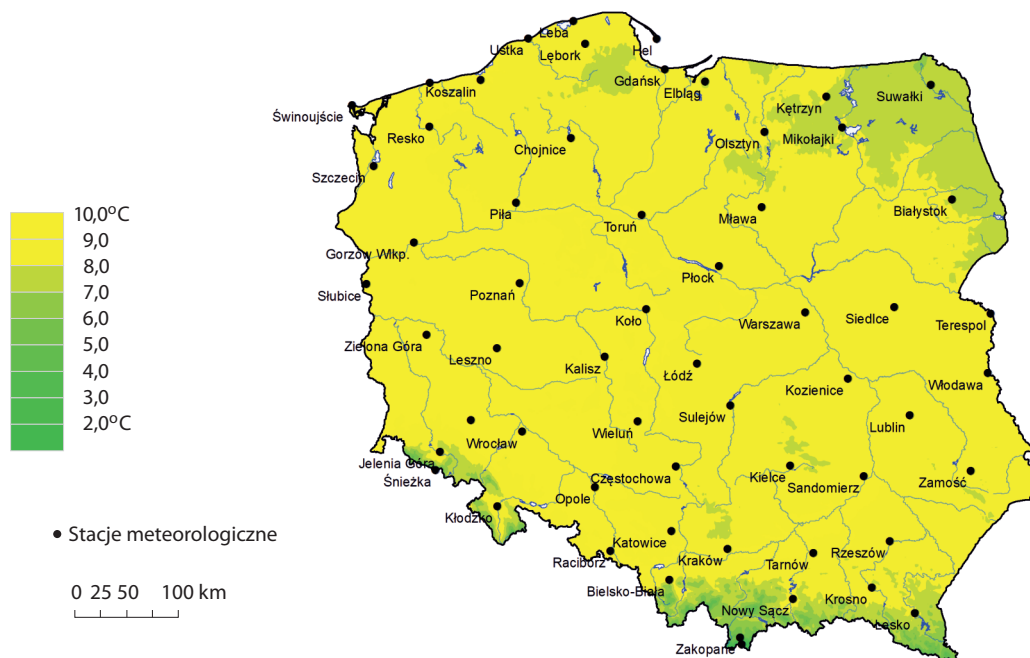 Łeba
Ustka
Lębork
Hel
Gdańsk
Elbląg
Koszalin
Kętrzyn
Suwałki
Świnoujście
Resko
Chojnice
Olsztyn
Mikołajki
Szczecin
Białystok
Piła
Toruń
Mława
Gorzów Wlkp.
Płock
Słubice
Poznań
Koło
Warszawa
Siedlce
Terespol
Zielona Góra
Leszno
Kalisz
Łódź
Kozienice
Włodawa
Sulejów
Lublin
Wrocław
Wieluń
Jelenia Góra
Śnieżka
Częstochowa
Kielce
Sandomierz
Zamość
Opole
Kłodzko
Katowice
Kraków
Tarnów
Rzeszów
Racibórz
Bielsko-Biała
Nowy Sącz
Krosno
Lesko
Zakopane
10,0ºC
9,0
8,0
7,0
6,0
5,0
4,0
3,0
2,0ºC
Stacje meteorologiczne
0 25 50 100 km